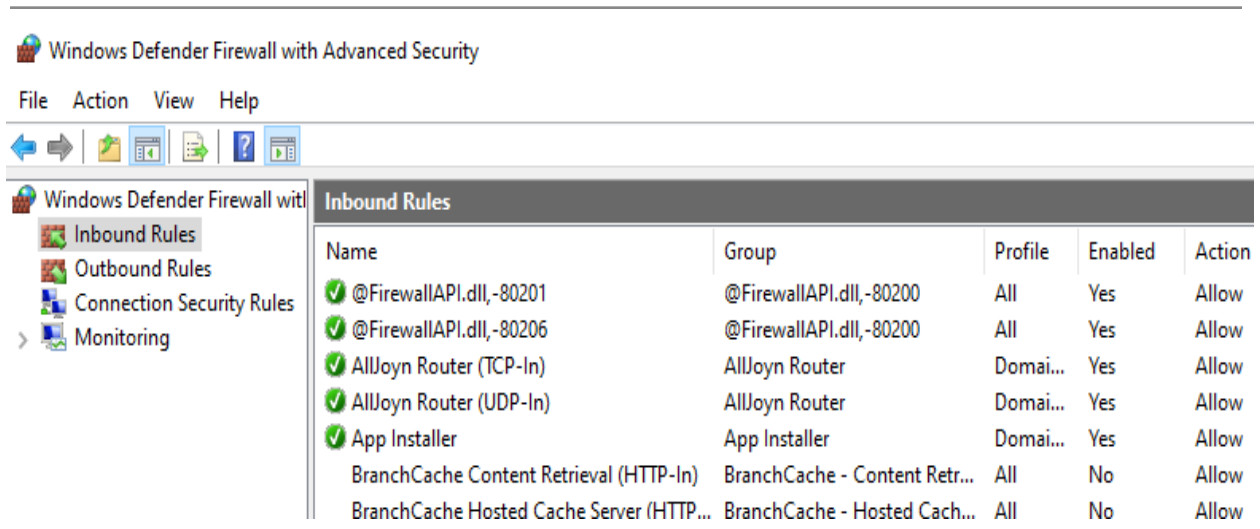 Windows Defender Firewall with Advanced Security
File Action View Help
Windows Defender Firewall witl
Inbound Rules
Outbound Rules
Connection Security Rules
Monitoring
Inbound Rules
Name Group Profile Enabled Action
@FirewallAPI.dll,-80201 @FirewallAPI.dll,-80200 All Yes Allow
@FirewallAPI.dll,-80206 @FirewallAPI.dll,-80200 All Yes Allow
AllJoyn Router (TCP-In) AllJoyn Router Domai... Yes Allow
AllJoyn Router (UDP-In) AllJoyn Router Domai... Yes Allow
App Installer App Installer Domai... Yes Allow
BranchCache Content Retrieval (HTTP-In) BranchCache - Content Retr... All No Allow
BranchCache Hosted Cache Server (HTTP... BranchCache - Hosted Cach... All No Allow